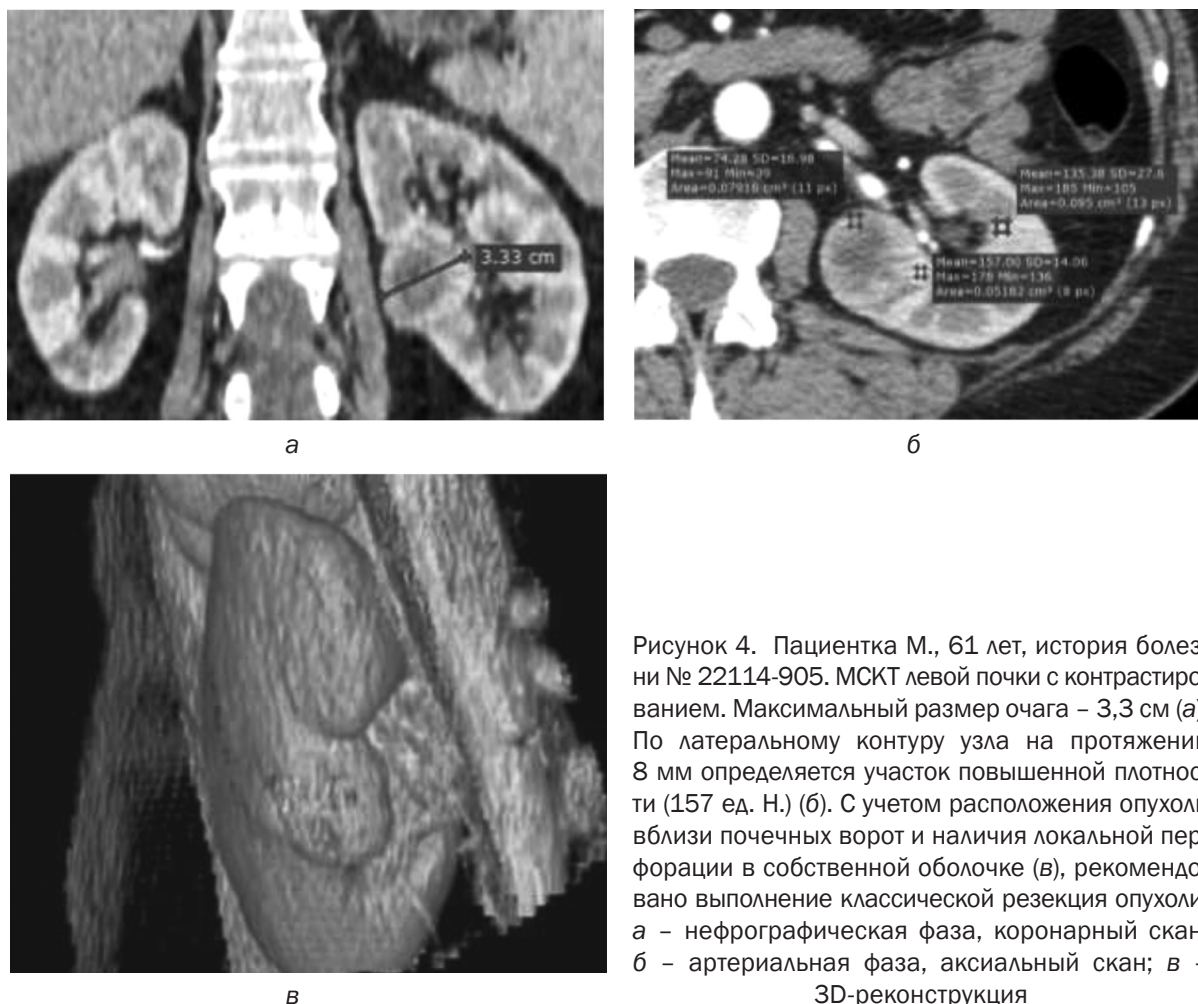 3.33 cm
Mean=74.28 SD=16.98
Max=91 Min=39
Area=0.07916 cm² (11 px)
Mean=135.38 SD=27.6
Max=185 Min=105
Area=0.095 cm² (13 px)
Mean=157.00 SD=14.06
Max=178 Min=136
Area=0.05182 cm² (8 px)
а
б
в
Рисунок 4. Пациентка М., 61 лет, история болез
ни № 22114-905. МСКТ левой почки с контрастиро
ванием. Максимальный размер очага – 3,3 см (а)
По латеральному контуру узла на протяжении
8 мм определяется участок повышенной плотнос
ти (157 ед. Н.) (б). С учетом расположения опухоли
вблизи почечных ворот и наличия локальной пер
форации в собственной оболочке (в), рекомендо
вано выполнение классической резекция опухоли
а – нефрографическая фаза, коронарный скан
б – артериальная фаза, аксиальный скан; в –
3D-реконструкция